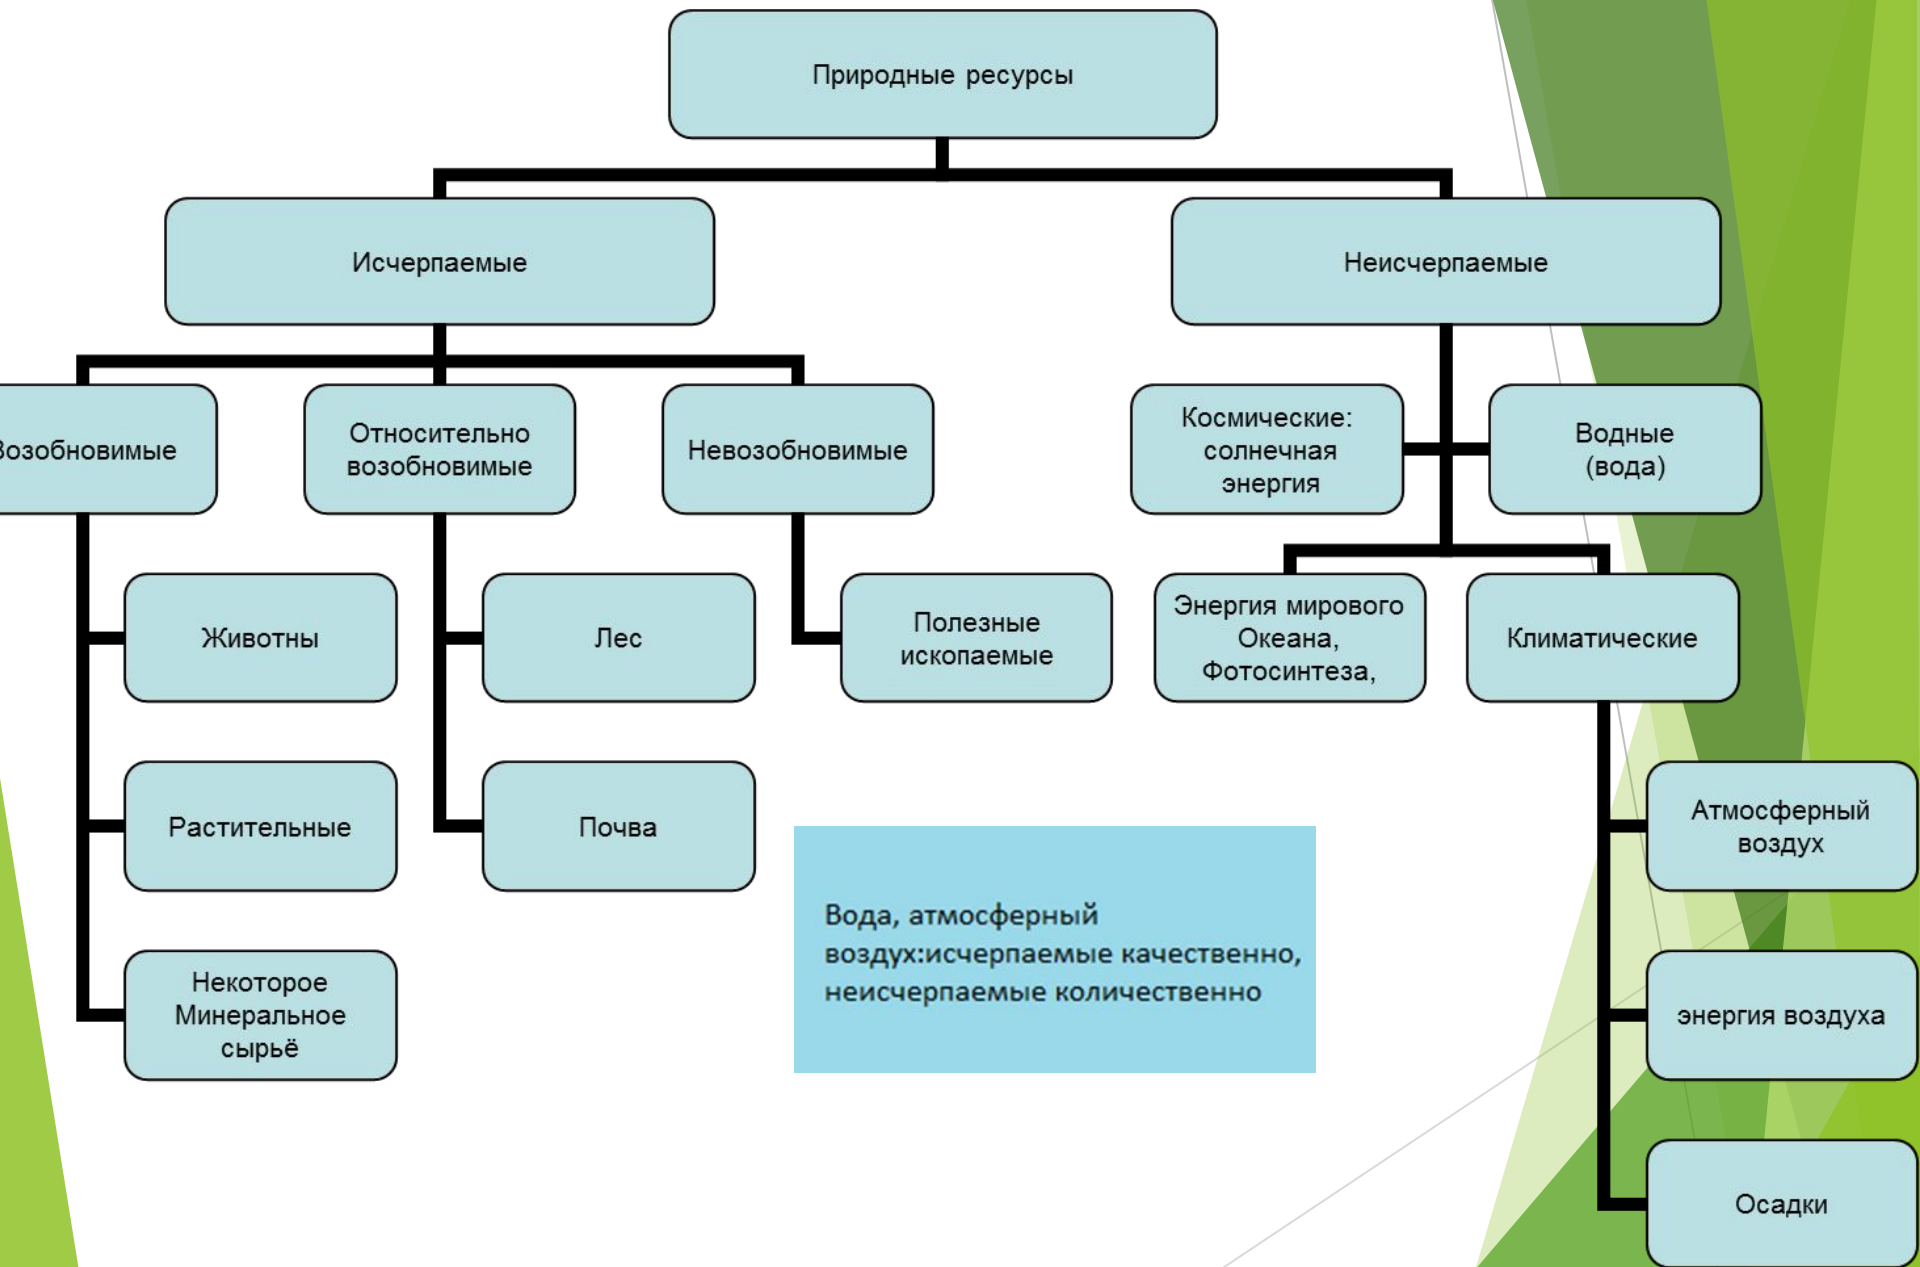 Природные ресурсы
Исчерпаемые
Неисчерпаемые
Возобновимые
Относительно
возобновимые
Невозобновимые
Космические:
солнечная
энергия
Водные
(вода)
Животны
Лес
Полезные
ископаемые
Энергия мирового
Океана,
Фотосинтеза,
Климатические
Растительные
Почва
Атмосферный
воздух
Вода, атмосферный
воздух:исчерпаемые качественно,
неисчерпаемые количественно
Некоторое
Минеральное
сырьё
энергия воздуха
Осадки